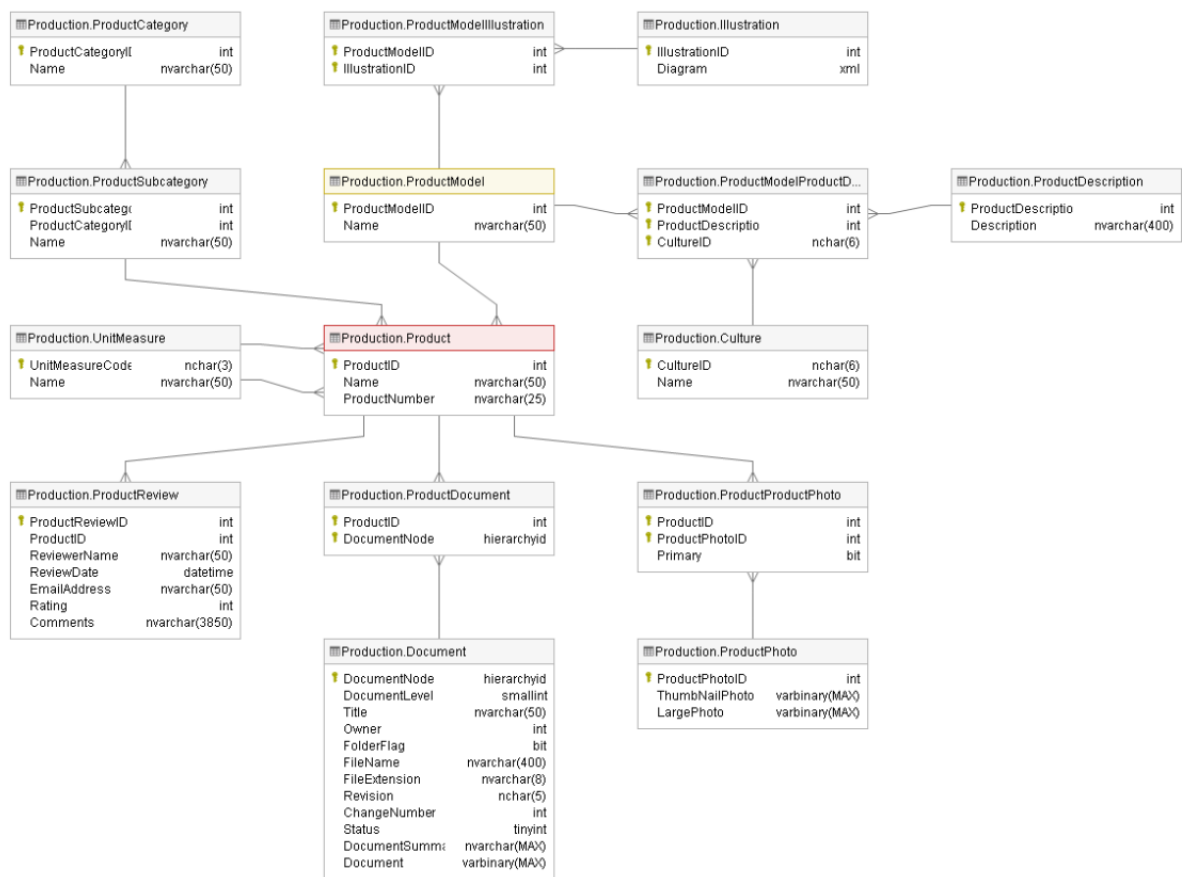 Production.ProductCategory
ProductCategoryID int
Name nvarchar(50)
Production.ProductModelIllustration
ProductModelID int
IllustrationID int
Production.Illustration
IllustrationID int
Diagram xml
Production.ProductSubcategory
ProductSubcatego int
ProductCategoryID int
Name nvarchar(50)
Production.ProductModel
ProductModelID int
Name nvarchar(50)
Production.ProductModelProductD...
ProductModelID int
ProductDescriptio int
CultureID nchar(6)
Production.ProductDescription
ProductDescriptio int
Description nvarchar(400)
Production.UnitMeasure
UnitMeasureCode nchar(3)
Name nvarchar(50)
Production.Product
ProductID int
Name nvarchar(50)
ProductNumber nvarchar(25)
Production.Culture
CultureID nchar(6)
Name nvarchar(50)
Production.ProductReview
ProductReviewID int
ProductID int
ReviewerName nvarchar(50)
ReviewDate datetime
EmailAddress nvarchar(50)
Rating int
Comments nvarchar(3850)
Production.ProductDocument
ProductID int
DocumentNode hierarchyid
Production.ProductProductPhoto
ProductID int
ProductPhotoID int
Primary bit
Production.Document
DocumentNode hierarchyid
DocumentLevel smallint
Title nvarchar(50)
Owner int
FolderFlag bit
FileName nvarchar(400)
FileExtension nvarchar(8)
Revision nchar(5)
ChangeNumber int
Status tinyint
DocumentSumma nvarchar(MAX)
Document varbinary(MAX)
Production.ProductPhoto
ProductPhotoID int
ThumbNailPhoto varbinary(MAX)
LargePhoto varbinary(MAX)